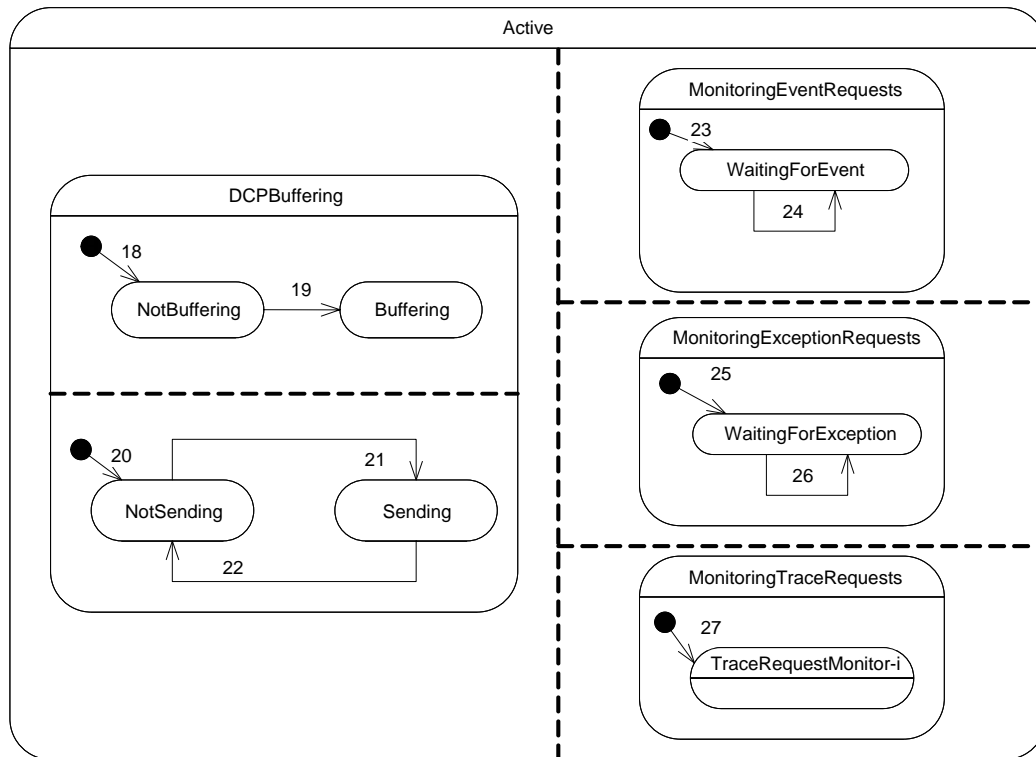 Active
DCPBuffering
18
19
NotBuffering
Buffering
20
21
NotSending
Sending
22
MonitoringEventRequests
23
WaitingForEvent
24
MonitoringExceptionRequests
25
WaitingForException
26
MonitoringTraceRequests
27
TraceRequestMonitor-i